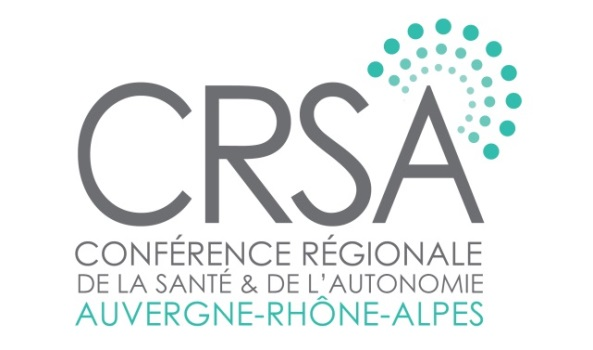 CRSA
CONFÉRENCE RÉGIONALE
DE LA SANTÉ & DE L'AUTONOMIE
AUVERGNE-RHÔNE-ALPES